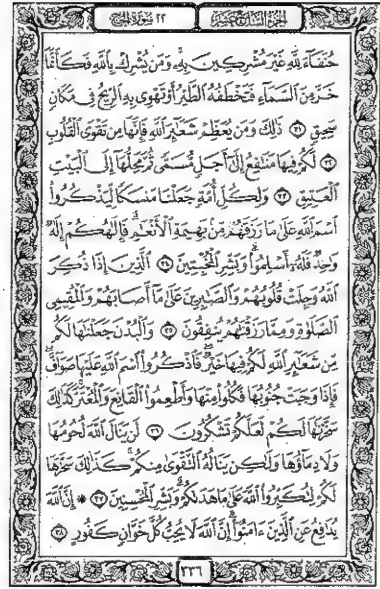 الجزء السابع عشر ٢٢ سورة الحج
حُنَفَآءَ لِلَّهِ غَيْرَ مُشْرِكِينَ بِهِۦۚ وَمَن يُشْرِكْ بِٱللَّهِ فَكَأَنَّمَا
خَرَّ مِنَ ٱلسَّمَآءِ فَتَخْطَفُهُ ٱلطَّيْرُ أَوْ تَهْوِى بِهِ ٱلرِّيحُ فِى مَكَانٍ
سَحِيقٍ ٣١ ذَٰلِكَ وَمَن يُعَظِّمْ شَعَٰٓئِرَ ٱللَّهِ فَإِنَّهَا مِن تَقْوَى ٱلْقُلُوبِ
٣٢ لَكُمْ فِيهَا مَنَٰفِعُ إِلَىٰٓ أَجَلٍ مُّسَمًّى ثُمَّ مَحِلُّهَآ إِلَى ٱلْبَيْتِ
ٱلْعَتِيقِ ٣٣ وَلِكُلِّ أُمَّةٍ جَعَلْنَا مَنسَكًا لِّيَذْكُرُوا۟
ٱسْمَ ٱللَّهِ عَلَىٰ مَا رَزَقَهُم مِّنۢ بَهِيمَةِ ٱلْأَنْعَٰمِۗ فَإِلَٰهُكُمْ إِلَٰهٌ
وَٰحِدٌ فَلَهُۥٓ أَسْلِمُوا۟ۗ وَبَشِّرِ ٱلْمُخْبِتِينَ ٣٤ ٱلَّذِينَ إِذَا ذُكِرَ
ٱللَّهُ وَجِلَتْ قُلُوبُهُمْ وَٱلصَّٰبِرِينَ عَلَىٰ مَآ أَصَابَهُمْ وَٱلْمُقِيمِى
ٱلصَّلَوٰةِ وَمِمَّا رَزَقْنَٰهُمْ يُنفِقُونَ ٣٥ وَٱلْبُدْنَ جَعَلْنَٰهَا لَكُم
مِّن شَعَٰٓئِرِ ٱللَّهِ لَكُمْ فِيهَا خَيْرٌۖ فَٱذْكُرُوا۟ ٱسْمَ ٱللَّهِ عَلَيْهَا صَوَآفَّۖ
فَإِذَا وَجَبَتْ جُنُوبُهَا فَكُلُوا۟ مِنْهَا وَأَطْعِمُوا۟ ٱلْقَانِعَ وَٱلْمُعْتَرَّۚ كَذَٰلِكَ
سَخَّرْنَٰهَا لَكُمْ لَعَلَّكُمْ تَشْكُرُونَ ٣٦ لَن يَنَالَ ٱللَّهَ لُحُومُهَا
وَلَا دِمَآؤُهَا وَلَٰكِن يَنَالُهُ ٱلتَّقْوَىٰ مِنكُمْۚ كَذَٰلِكَ سَخَّرَهَا
لَكُمْ لِتُكَبِّرُوا۟ ٱللَّهَ عَلَىٰ مَا هَدَىٰكُمْۗ وَبَشِّرِ ٱلْمُحْسِنِينَ ٣٧ ۞ إِنَّ ٱللَّهَ
يُدَٰفِعُ عَنِ ٱلَّذِينَ ءَامَنُوٓا۟ۗ إِنَّ ٱللَّهَ لَا يُحِبُّ كُلَّ خَوَّانٍ كَفُورٍ ٣٨
٣٣٦